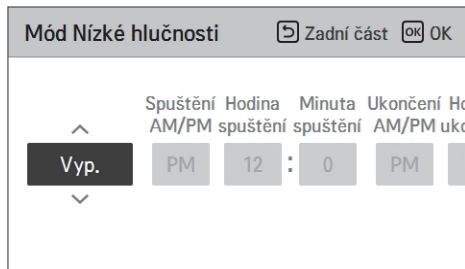 Mód Nízké hlučnosti Zadní část OK OK
Spuštění Hodina Minuta Ukončení
AM/PM spuštění spuštění AM/PM
Vyp. PM 12 : 0 PM